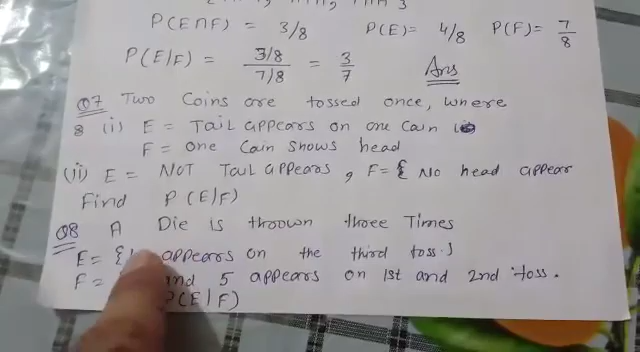 P(E∩F) = 3/8 P(E)= 4/8 P(F)= 7/8
P(E/F) = 3/8 / 7/8 = 3/7 Ans
Q7 Two Coins are tossed once, where
8 (i) E = Tail appears on one Coin
F = one Coin shows head
(ii) E = Not Tail appears, F={ No head appear
Find P(E/F)
Q8 A Die is thrown three Times
E = { appears on the third toss.}
F = and 5 appears on 1st and 2nd toss.
P(E/F)